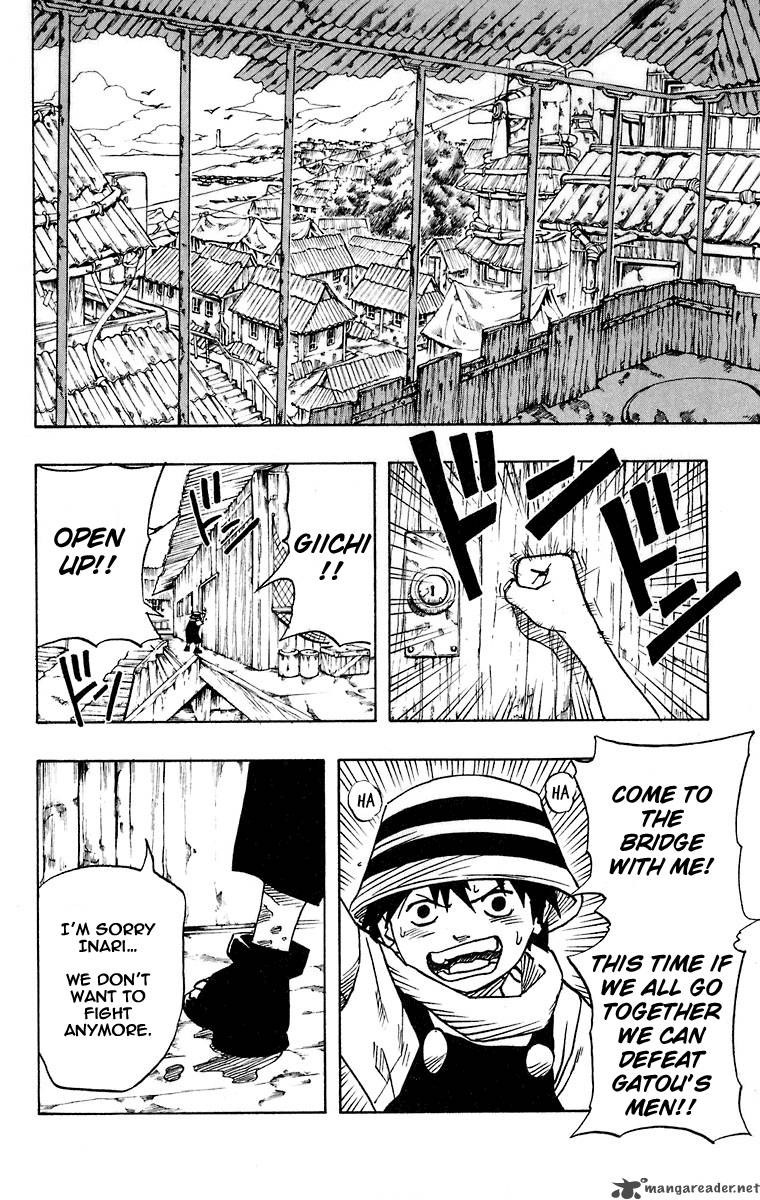 ドンドン
GIICHI
!!
OPEN
UP!!
ドンドン
ドン
COME TO
THE
BRIDGE
WITH ME!
THIS TIME IF
WE ALL GO
TOGETHER
WE CAN
DEFEAT
GATOU'S
MEN!!
HA
HA
I'M SORRY
INARI...
WE DON'T
WANT TO
FIGHT
ANYMORE.
mangareader.net